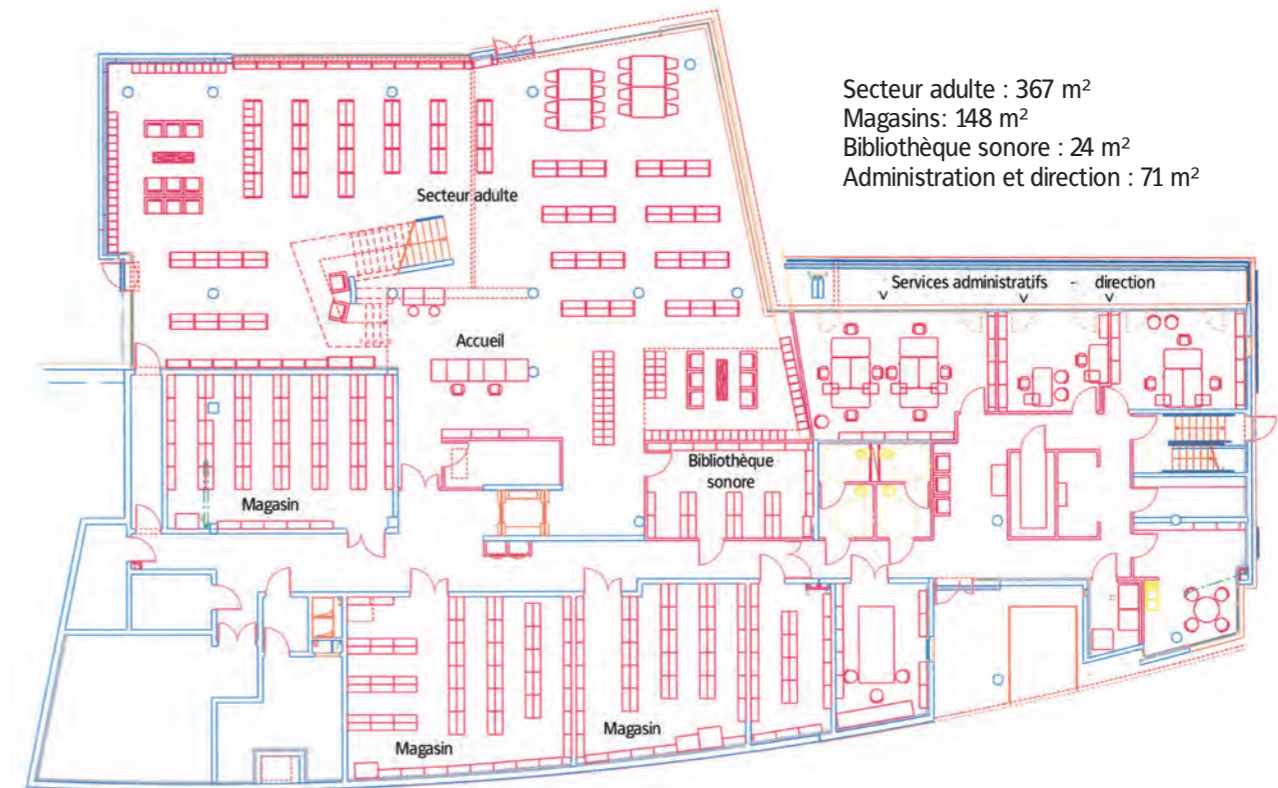 Secteur adulte : 367 m²
Magasins: 148 m²
Bibliothèque sonore : 24 m²
Administration et direction : 71 m²
Secteur adulte
Services administratifs - direction
Accueil
Bibliothèque
sonore
Magasin
Magasin
Magasin